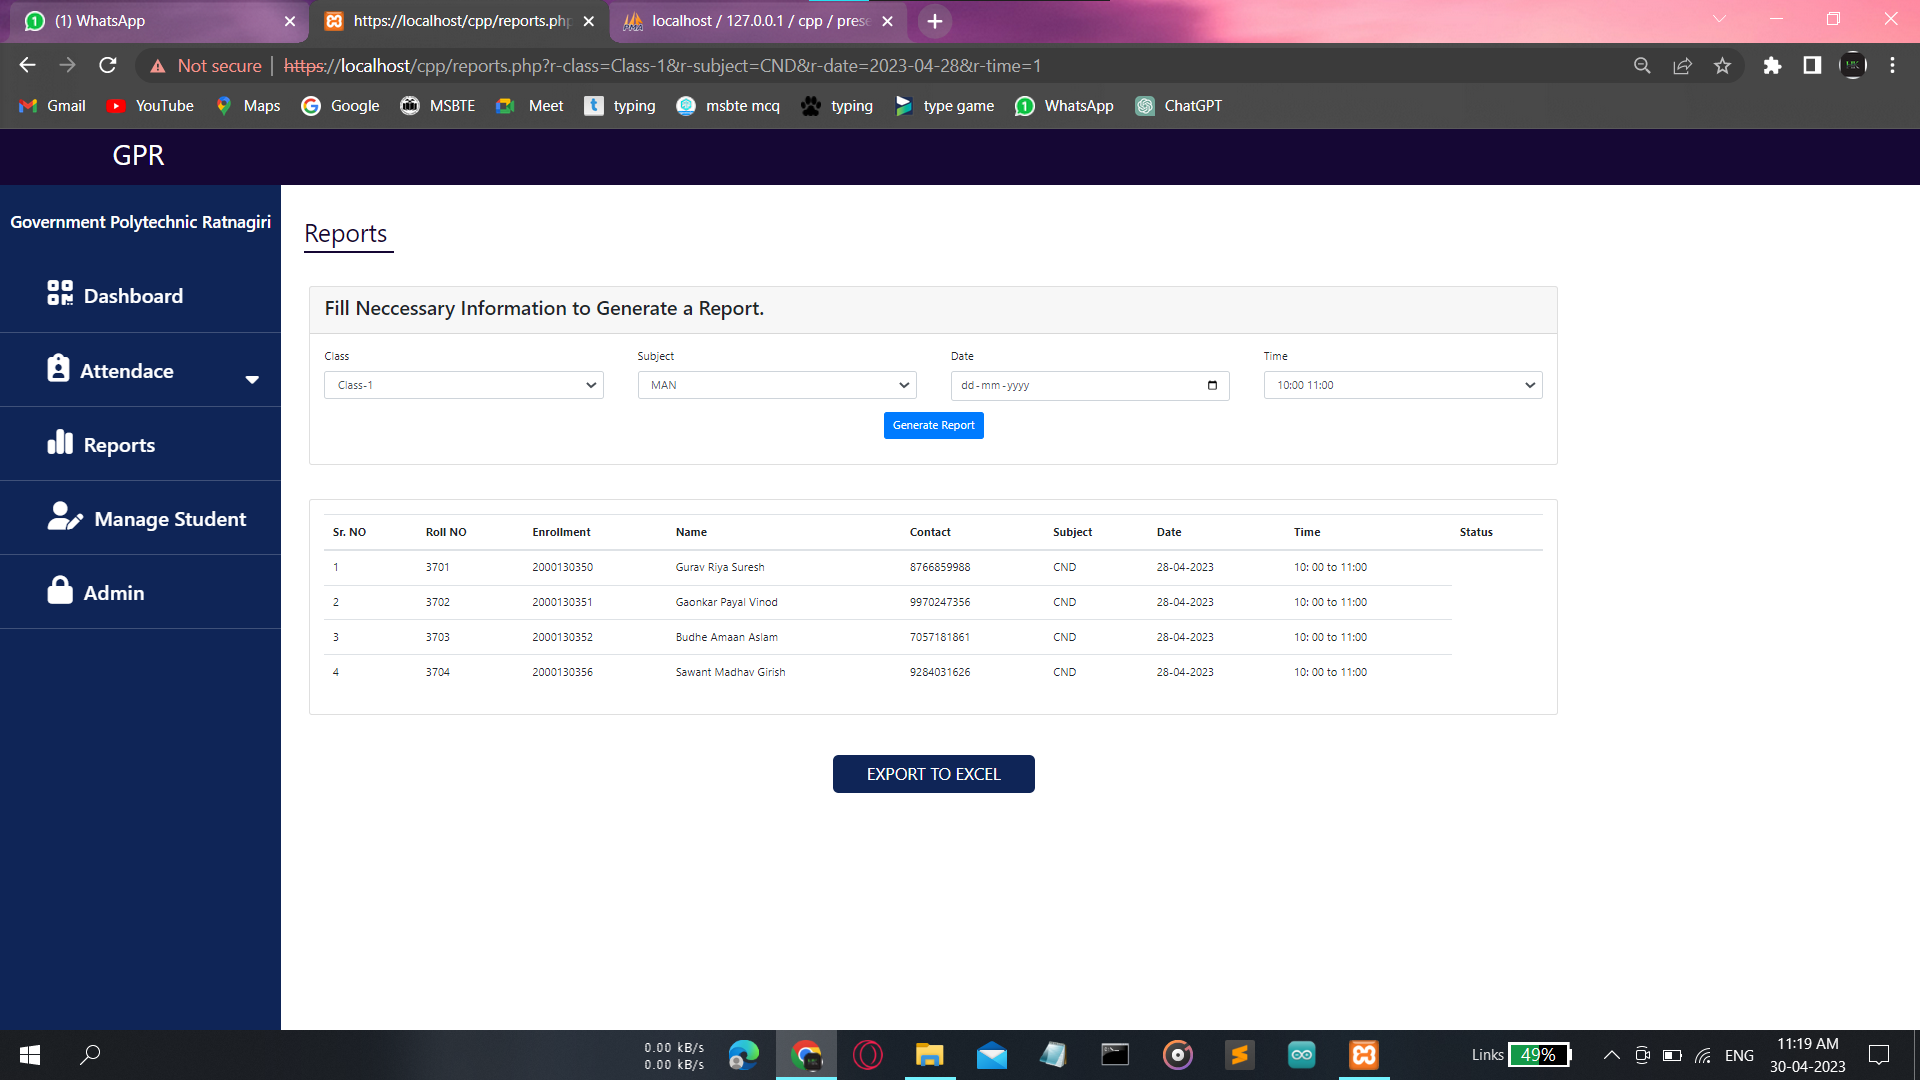 (1) WhatsApp
https://localhost/cpp/reports.php
localhost / 127.0.0.1 / cpp / prese
Not secure | https://localhost/cpp/reports.php?r-class=Class-1&r-subject=CND&r-date=2023-04-28&r-time=1
HK
Gmail YouTube Maps Google MSBTE Meet typing msbte mcq typing type game WhatsApp ChatGPT
GPR
Government Polytechnic Ratnagiri
Dashboard
Attendace
Reports
Manage Student
Admin
Reports
Fill Neccessary Information to Generate a Report.
Class Subject Date Time
Class-1 MAN dd-mm-yyyy 10:00 11:00
Generate Report
Sr. NO Roll NO Enrollment Name Contact Subject Date Time Status
1 3701 2000130350 Gurav Riya Suresh 8766859988 CND 28-04-2023 10: 00 to 11:00
2 3702 2000130351 Gaonkar Payal Vinod 9970247356 CND 28-04-2023 10: 00 to 11:00
3 3703 2000130352 Budhe Amaan Aslam 7057181861 CND 28-04-2023 10: 00 to 11:00
4 3704 2000130356 Sawant Madhav Girish 9284031626 CND 28-04-2023 10: 00 to 11:00
EXPORT TO EXCEL
0.00 kB/s
0.00 kB/s
Links 49% ENG
11:19 AM
30-04-2023